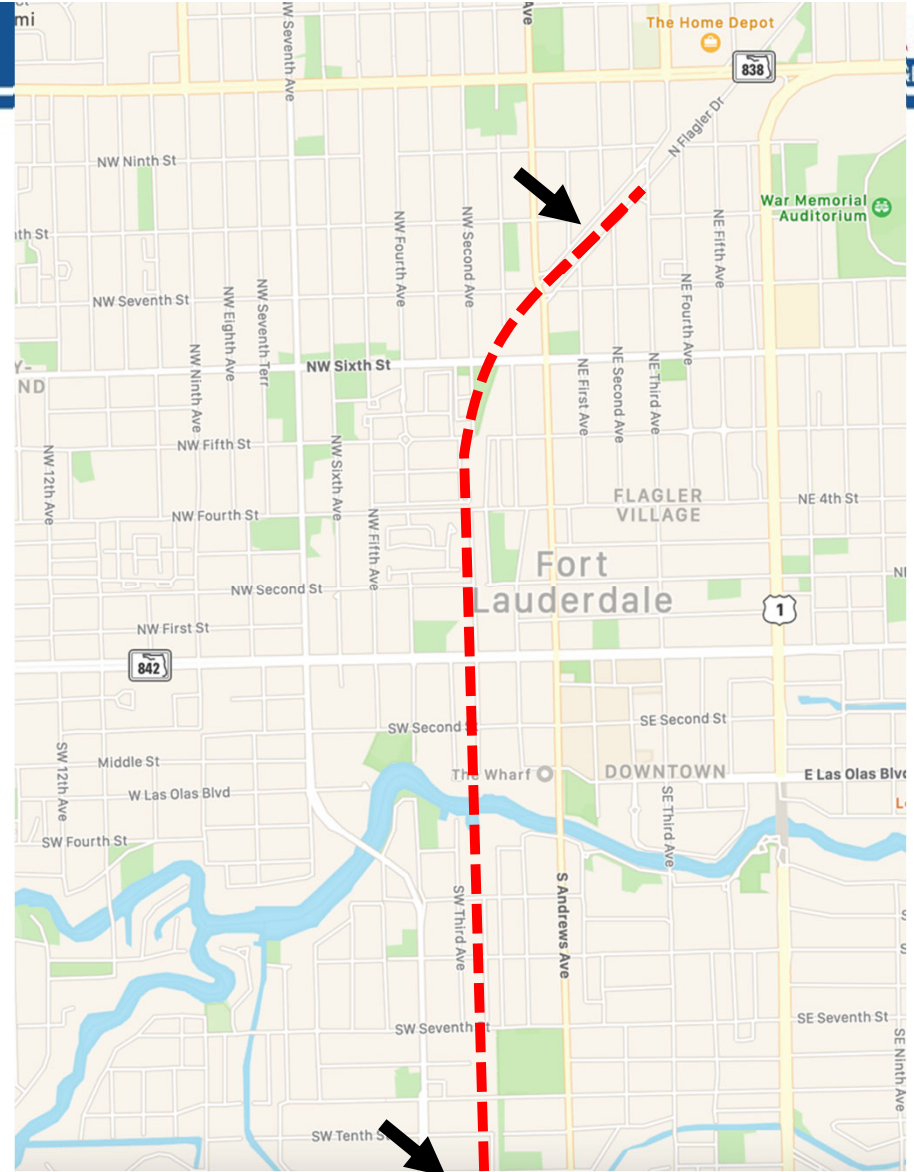 mi
NW Seventh Ave
Ave
The Home Depot
838
N Flagler Dr
NW Ninth St
War Memorial
Auditorium
th St
NW Fourth Ave
NW Second Ave
NE Fifth Ave
NW Seventh St
NW Eighth Ave
NW Seventh Terr
NE Fourth Ave
NW Sixth St
Y-
ND
NW Ninth Ave
NE First Ave
NE Second Ave
NE Third Ave
NW Fifth St
NW 12th Ave
NW Sixth Ave
FLAGLER
VILLAGE
NE 4th St
NW Fourth St
NW Fifth Ave
Fort
Lauderdale
NW Second St
1
NW First St
842
SW Second
SE Second St
SW 12th Ave
Middle St
The Wharf
DOWNTOWN
E Las Olas Blvd
W Las Olas Blvd
SE Third Ave
SW Fourth St
SW Third Ave
S Andrews Ave
SW Seventh
SE Seventh St
SE Ninth Ave
SW Tenth S